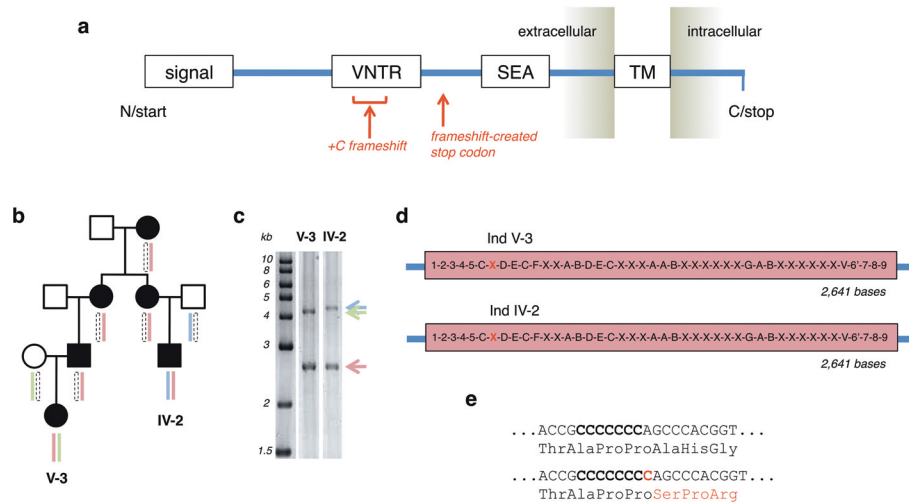 a
extracellular
intracellular
signal
VNTR
SEA
TM
N/start
C/stop
+C frameshift
frameshift-created
stop codon
b
IV-2
V-3
c
V-3 IV-2
kb
10
8
6
5
4
3
2
1.5
d
Ind V-3
1-2-3-4-5-C-X-D-E-C-F-X-X-A-B-D-E-C-X-X-X-A-A-B-X-X-X-X-X-X-G-A-B-X-X-X-X-X-X-V-6'-7-8-9
2,641 bases
Ind IV-2
1-2-3-4-5-C-X-D-E-C-F-X-X-A-B-D-E-C-X-X-X-A-A-B-X-X-X-X-X-X-G-A-B-X-X-X-X-X-X-V-6'-7-8-9
2,641 bases
e
...ACCGCCCCCCCAGCCCACGGT...
ThrAlaProProAlaHisGly
...ACCGCCCCCCCCAGCCCACGGT...
ThrAlaProProSerProArg